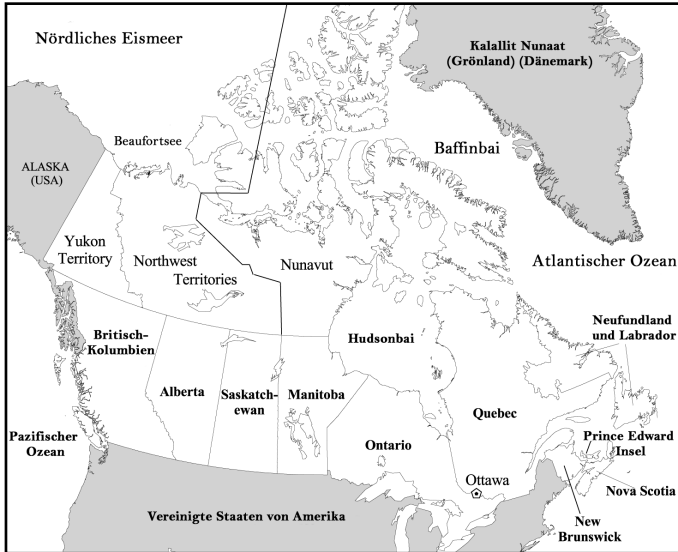 Nördliches Eismeer
Kalallit Nunaat
(Grönland) (Dänemark)
Beaufortsee
Baffinbai
ALASKA
(USA)
Yukon
Territory
Northwest
Territories
Nunavut
Atlantischer Ozean
Neufundland
und Labrador
Britisch-
Kolumbien
Hudsonbai
Alberta
Saskatch-
ewan
Manitoba
Quebec
Pazifischer
Ozean
Ontario
Prince Edward
Insel
Ottawa
Nova Scotia
New
Brunswick
Vereinigte Staaten von Amerika